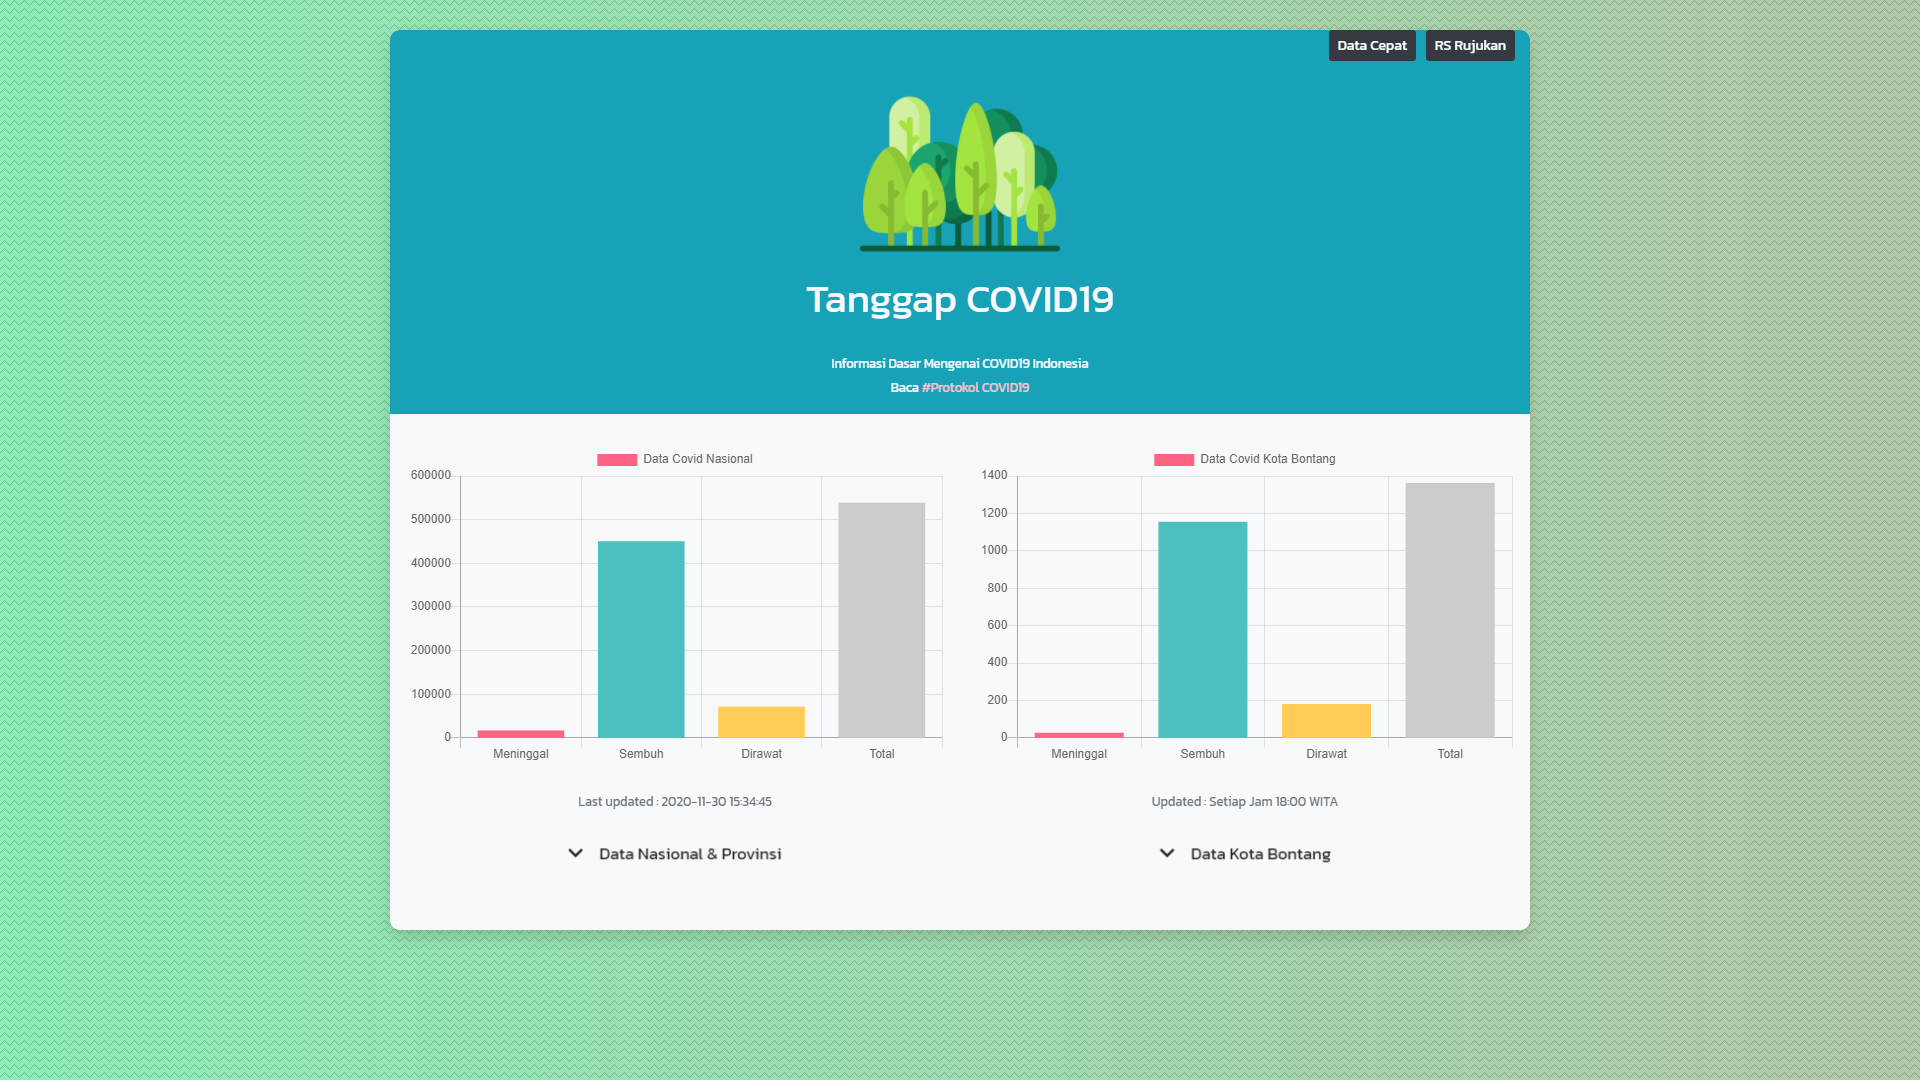 Data Cepat
RS Rujukan
Tanggap COVID19
Informasi Dasar Mengenai COVID19 Indonesia
Baca #Protokol COVID19
Data Covid Nasional
600000
500000
400000
300000
200000
100000
0
Meninggal
Sembuh
Dirawat
Total
Last updated : 2020-11-30 15:34:45
Data Nasional & Provinsi
Data Covid Kota Bontang
1400
1200
1000
800
600
400
200
0
Meninggal
Sembuh
Dirawat
Total
Updated : Setiap Jam 18:00 WITA
Data Kota Bontang